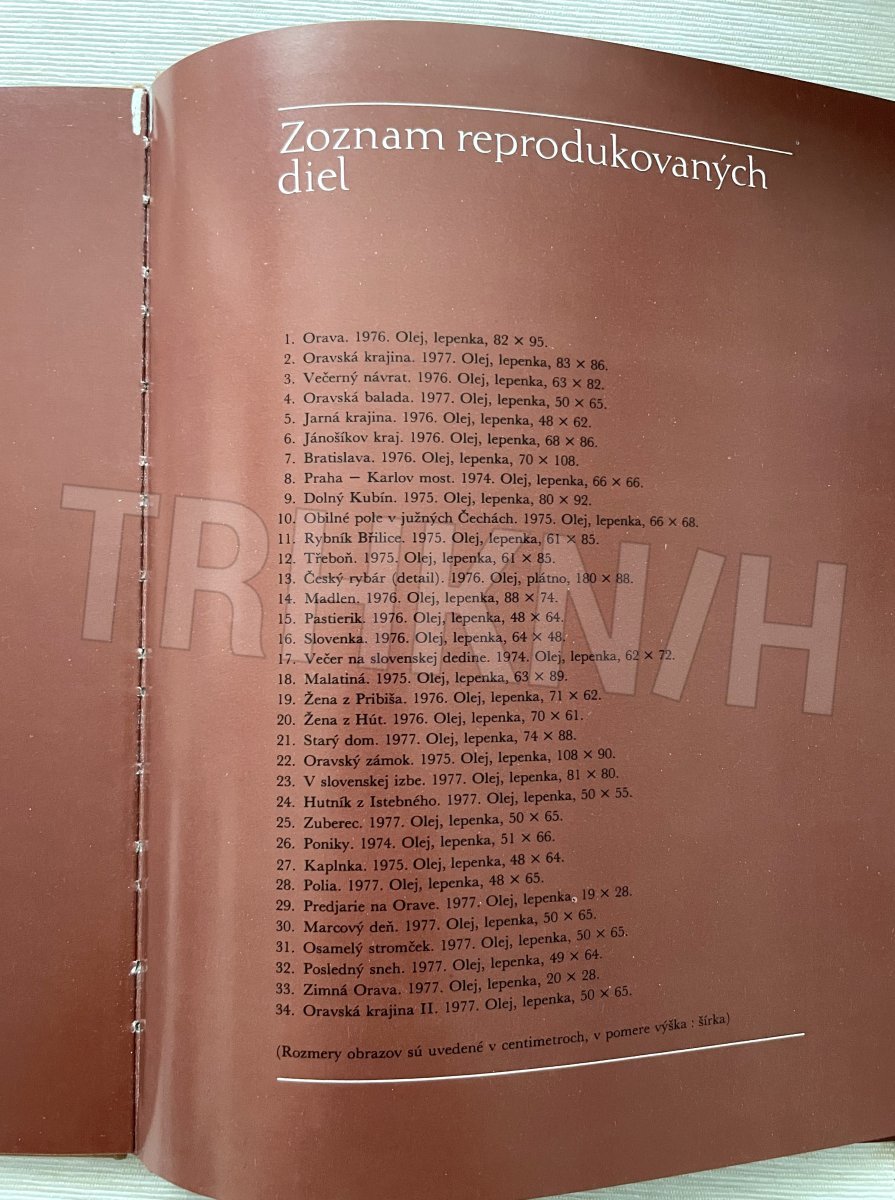 Zoznam reprodukovaných
diel
1. Orava. 1976. Olej, lepenka, 82 × 95.
2. Oravská krajina. 1977. Olej, lepenka, 83 × 86.
3. Večerný návrat. 1976. Olej, lepenka, 63 × 82.
4. Oravská balada. 1977. Olej, lepenka, 50 × 65.
5. Jarná krajina. 1976. Olej, lepenka, 48 × 62.
6. Jánošíkov kraj. 1976. Olej, lepenka, 68 × 86.
7. Bratislava. 1976. Olej, lepenka, 70 × 108.
8. Praha — Karlov most. 1974. Olej, lepenka, 66 × 66.
9. Dolný Kubín. 1975. Olej, lepenka, 80 × 92.
10. Obilné pole v južných Čechách. 1975. Olej, lepenka, 66 × 68.
11. Rybník Břilice. 1975. Olej, lepenka, 61 × 85.
12. Třeboň. 1975. Olej, lepenka, 61 × 85.
13. Český rybár (detail). 1976. Olej, plátno, 180 × 88.
14. Madlen. 1976. Olej, lepenka, 88 × 74.
15. Pastierik. 1976. Olej, lepenka, 48 × 64.
16. Slovenka. 1976. Olej, lepenka, 64 × 48.
17. Večer na slovenskej dedine. 1974. Olej, lepenka, 62 × 72.
18. Malatiná. 1975. Olej, lepenka, 63 × 89.
19. Žena z Pribiša. 1976. Olej, lepenka, 71 × 62.
20. Žena z Hút. 1976. Olej, lepenka, 70 × 61.
21. Starý dom. 1977. Olej, lepenka, 74 × 88.
22. Oravský zámok. 1975. Olej, lepenka, 108 × 90.
23. V slovenskej izbe. 1977. Olej, lepenka, 81 × 80.
24. Hutník z Istebného. 1977. Olej, lepenka, 50 × 55.
25. Zuberec. 1977. Olej, lepenka, 50 × 65.
26. Poniky. 1974. Olej, lepenka, 51 × 66.
27. Kaplnka. 1975. Olej, lepenka, 48 × 64.
28. Polia. 1977. Olej, lepenka, 48 × 65.
29. Predjarie na Orave. 1977. Olej, lepenka, 19 × 28.
30. Marcový deň. 1977. Olej, lepenka, 50 × 65.
31. Osamelý stromček. 1977. Olej, lepenka, 50 × 65.
32. Posledný sneh. 1977. Olej, lepenka, 49 × 64.
33. Zimná Orava. 1977. Olej, lepenka, 20 × 28.
34. Oravská krajina II. 1977. Olej, lepenka, 50 × 65.
(Rozmery obrazov sú uvedené v centimetroch, v pomere výška : šírka)